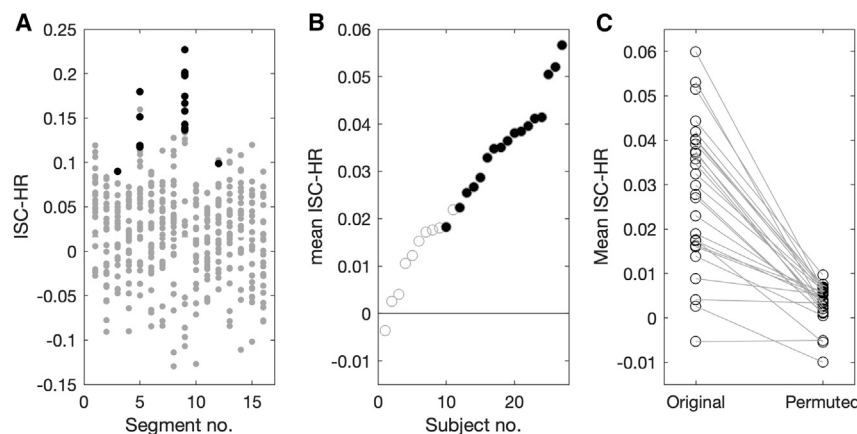 A
ISC-HR
0.25
0.2
0.15
0.1
0.05
0
-0.05
-0.1
-0.15
0 5 10 15
Segment no.
B
mean ISC-HR
0.06
0.05
0.04
0.03
0.02
0.01
0
-0.01
0 10 20
Subject no.
C
Mean ISC-HR
0.06
0.05
0.04
0.03
0.02
0.01
0
-0.01
Original Permuted